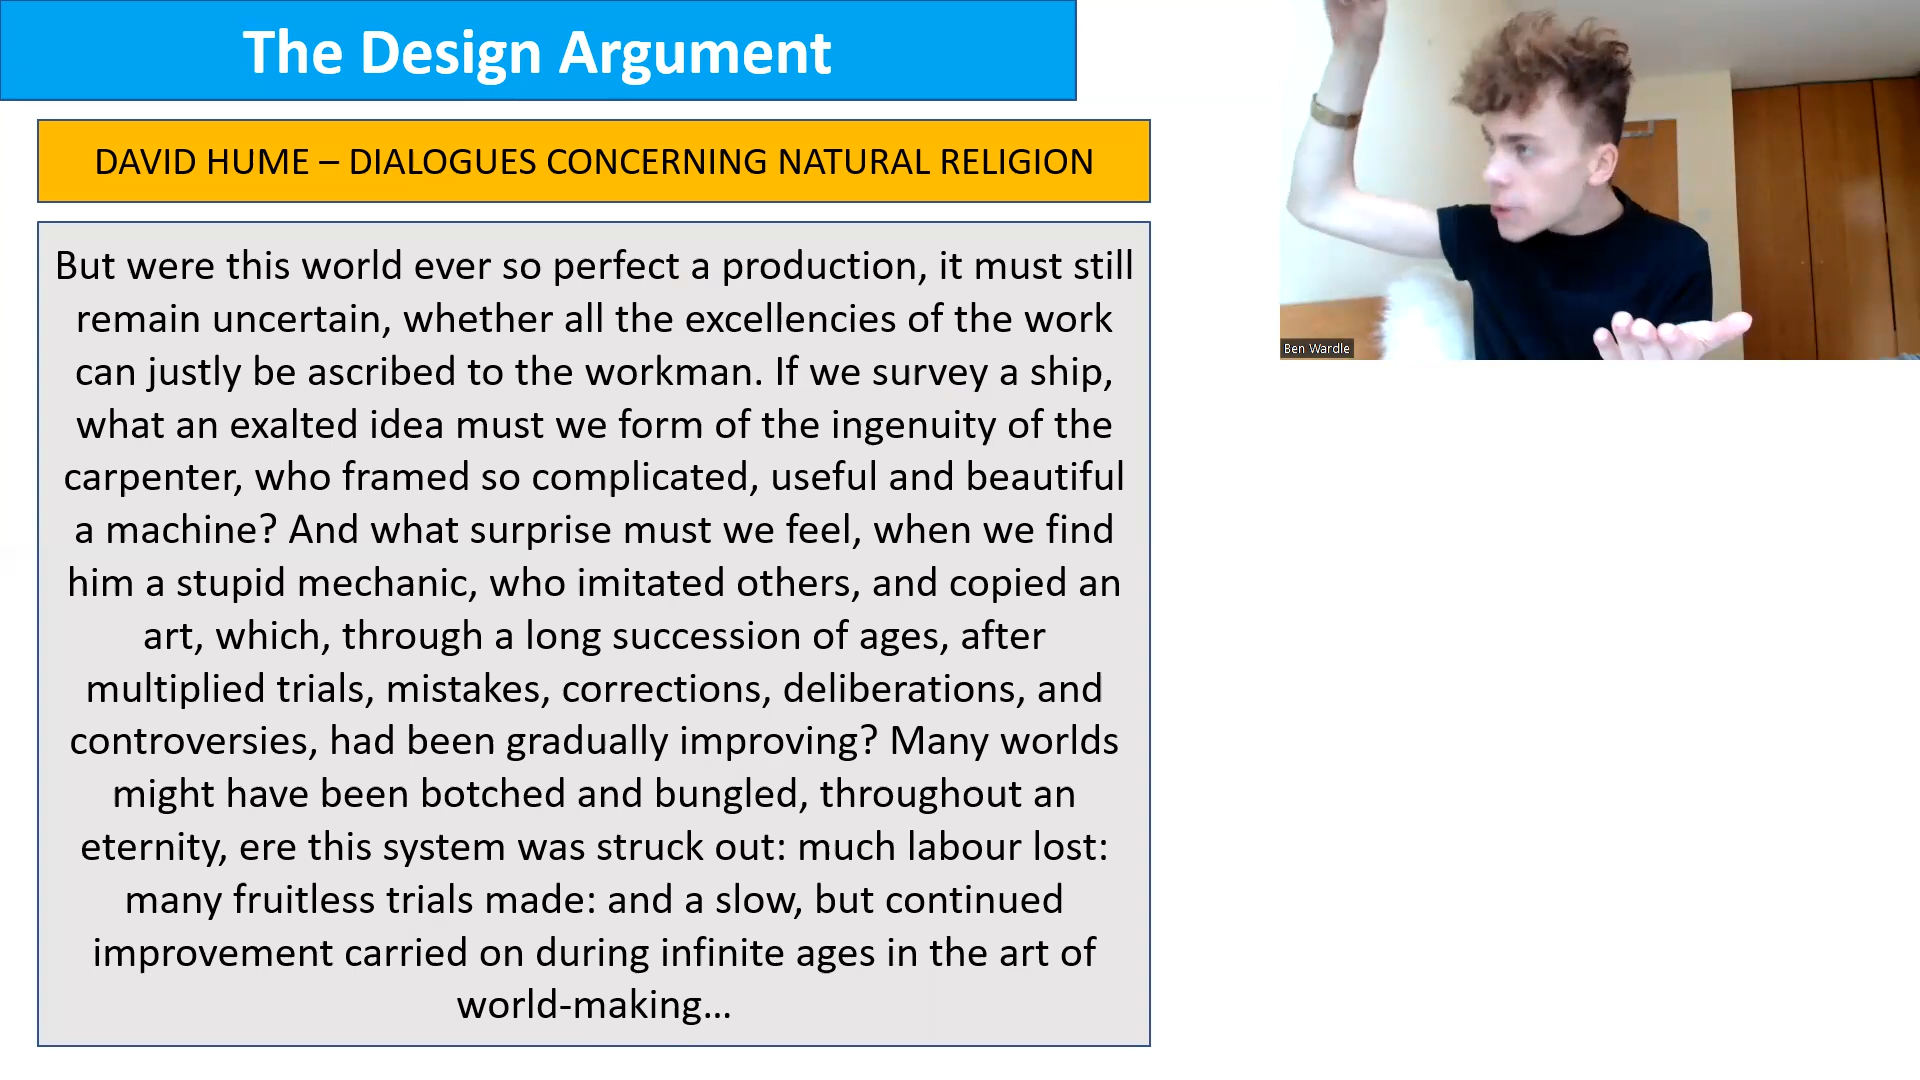 The Design Argument
DAVID HUME – DIALOGUES CONCERNING NATURAL RELIGION
But were this world ever so perfect a production, it must still
remain uncertain, whether all the excellencies of the work
can justly be ascribed to the workman. If we survey a ship,
what an exalted idea must we form of the ingenuity of the
carpenter, who framed so complicated, useful and beautiful
a machine? And what surprise must we feel, when we find
him a stupid mechanic, who imitated others, and copied an
art, which, through a long succession of ages, after
multiplied trials, mistakes, corrections, deliberations, and
controversies, had been gradually improving? Many worlds
might have been botched and bungled, throughout an
eternity, ere this system was struck out: much labour lost:
many fruitless trials made: and a slow, but continued
improvement carried on during infinite ages in the art of
world-making…
Ben Wardle